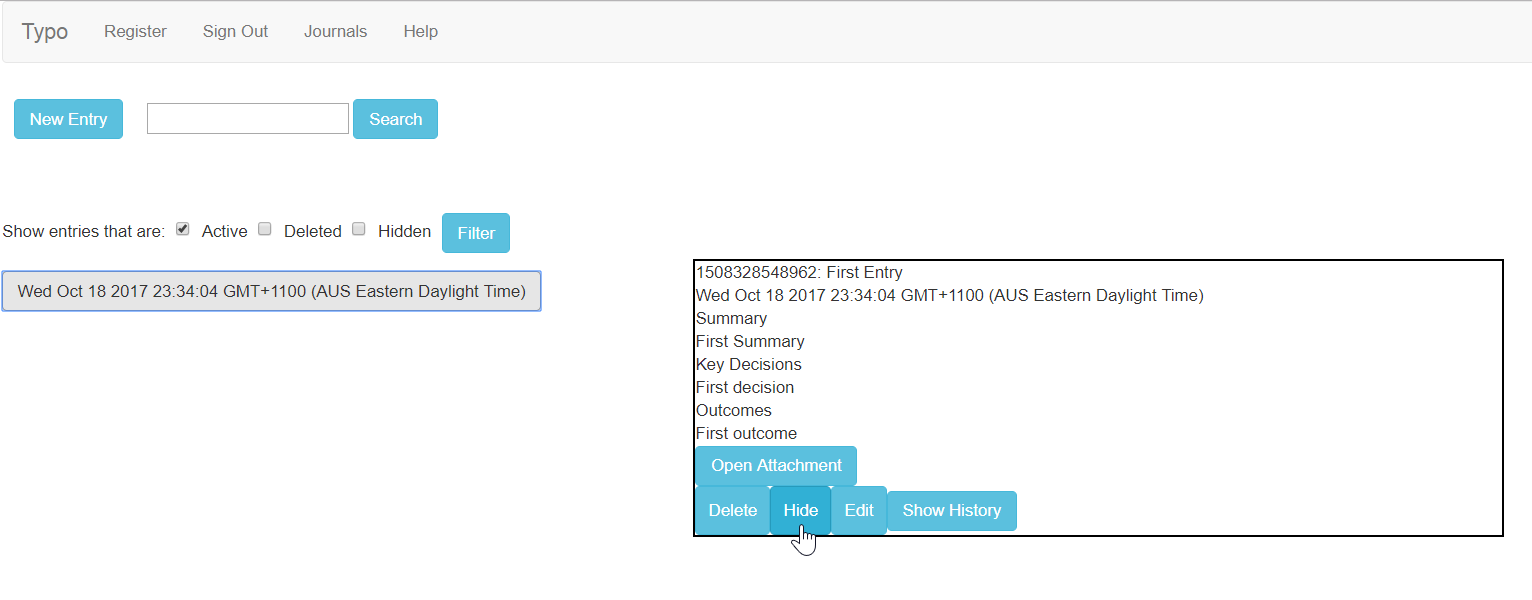 Typo Register Sign Out Journals Help
New Entry Search
Show entries that are: Active Deleted Hidden Filter
Wed Oct 18 2017 23:34:04 GMT+1100 (AUS Eastern Daylight Time)
1508328548962: First Entry
Wed Oct 18 2017 23:34:04 GMT+1100 (AUS Eastern Daylight Time)
Summary
First Summary
Key Decisions
First decision
Outcomes
First outcome
Open Attachment
Delete Hide Edit Show History